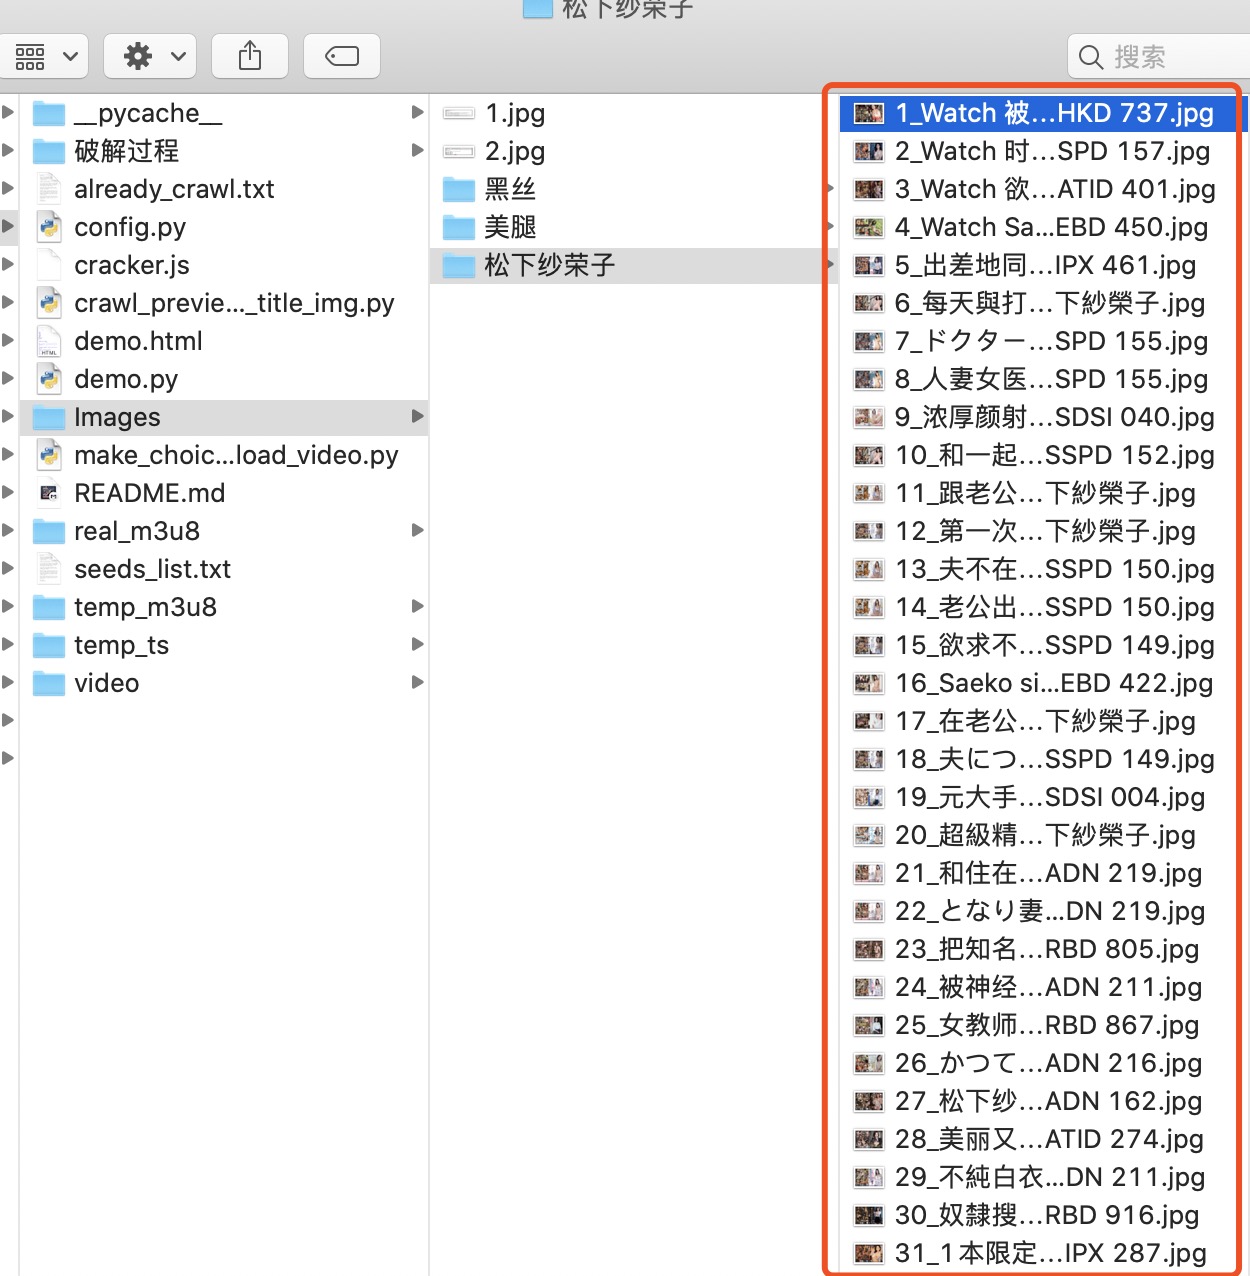 松下纱荣子
搜索
__pycache__
破解过程
already_crawl.txt
config.py
cracker.js
crawl_previe..._title_img.py
demo.html
demo.py
Images
make_choic...load_video.py
README.md
real_m3u8
seeds_list.txt
temp_m3u8
temp_ts
video
1.jpg
2.jpg
黑丝
美腿
松下纱荣子
1_Watch 被...HKD 737.jpg
2_Watch 时...SPD 157.jpg
3_Watch 欲...ATID 401.jpg
4_Watch Sa...EBD 450.jpg
5_出差地同...IPX 461.jpg
6_每天與打...下紗榮子.jpg
7_ドクター...SPD 155.jpg
8_人妻女医...SPD 155.jpg
9_浓厚颜射...SDSI 040.jpg
10_和一起...SSPD 152.jpg
11_跟老公...下紗榮子.jpg
12_第一次...下紗榮子.jpg
13_夫不在...SSPD 150.jpg
14_老公出...SSPD 150.jpg
15_欲求不...SSPD 149.jpg
16_Saeko si...EBD 422.jpg
17_在老公...下紗榮子.jpg
18_夫につ...SSPD 149.jpg
19_元大手...SDSI 004.jpg
20_超級精...下紗榮子.jpg
21_和住在...ADN 219.jpg
22_となり妻...DN 219.jpg
23_把知名...RBD 805.jpg
24_被神经...ADN 211.jpg
25_女教师...RBD 867.jpg
26_かつて...ADN 216.jpg
27_松下纱...ADN 162.jpg
28_美丽又...ATID 274.jpg
29_不純白衣...DN 211.jpg
30_奴隷搜...RBD 916.jpg
31_1本限定...IPX 287.jpg